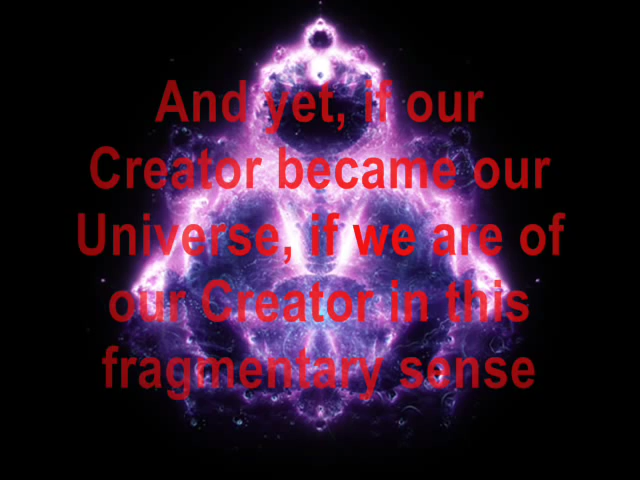 And yet, if our
Creator became our
Universe, if we are of
our Creator in this
fragmentary sense